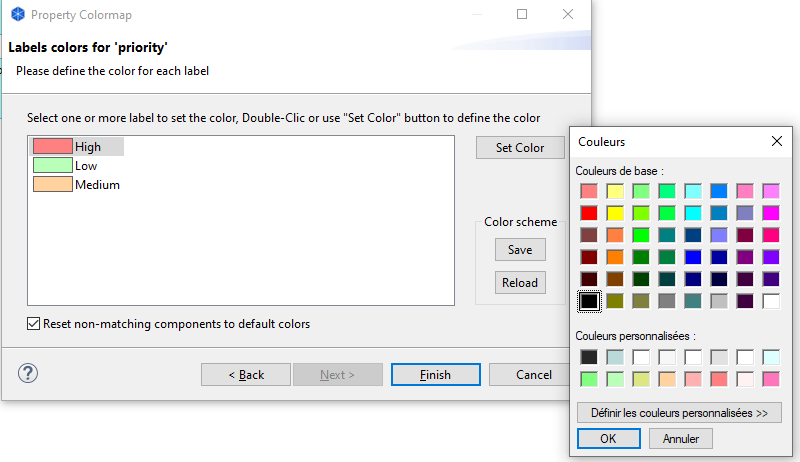 Property Colormap
Labels colors for 'priority'
Please define the color for each label
Select one or more label to set the color, Double-Clic or use "Set Color" button to define the color
High
Low
Medium
Set Color
Color scheme
Save
Reload
Reset non-matching components to default colors
?
< Back
Next >
Finish
Cancel
Couleurs
Couleurs de base :
Couleurs personnalisées :
Définir les couleurs personnalisées >>
OK
Annuler